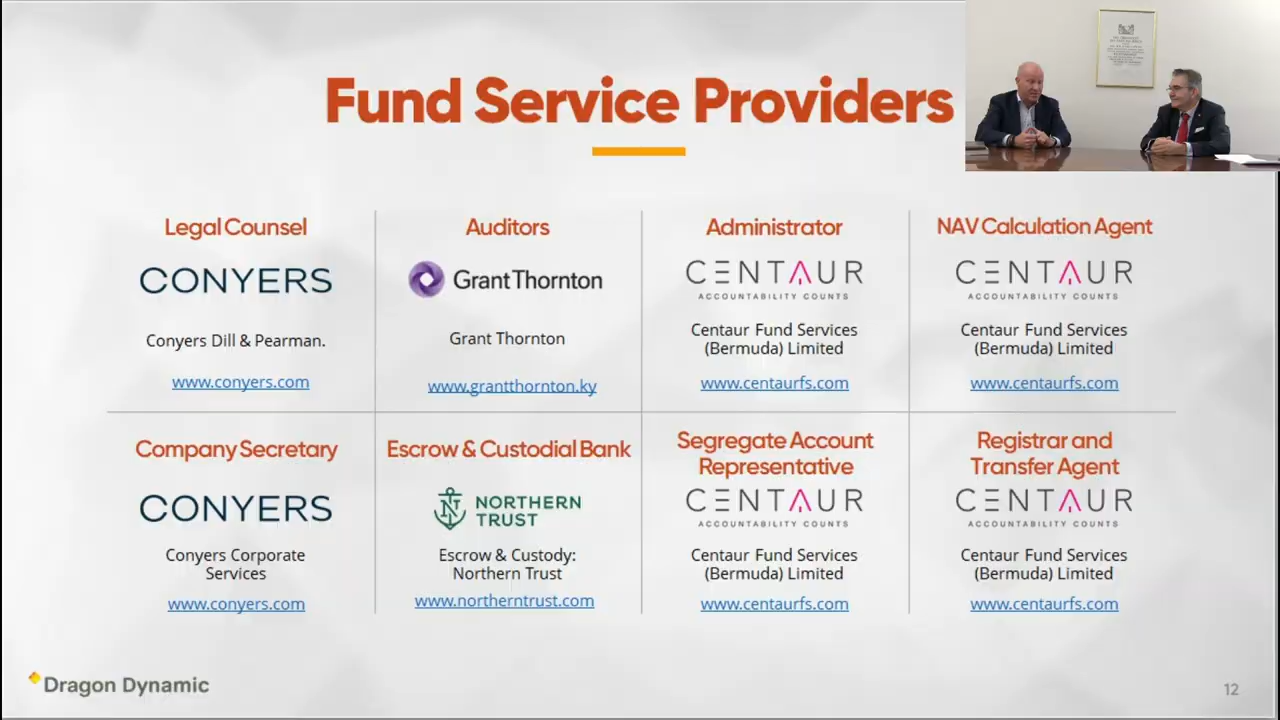 Fund Service Providers
Legal Counsel
CONYERS
Conyers Dill & Pearman.
www.conyers.com
Auditors
Grant Thornton
Grant Thornton
www.grantthornton.ky
Administrator
CENTAUR
ACCOUNTABILITY COUNTS
Centaur Fund Services
(Bermuda) Limited
www.centaurfs.com
NAV Calculation Agent
CENTAUR
ACCOUNTABILITY COUNTS
Centaur Fund Services
(Bermuda) Limited
www.centaurfs.com
Company Secretary
CONYERS
Conyers Corporate
Services
www.conyers.com
Escrow & Custodial Bank
NORTHERN
TRUST
Escrow & Custody:
Northern Trust
www.northerntrust.com
Segregate Account
Representative
CENTAUR
ACCOUNTABILITY COUNTS
Centaur Fund Services
(Bermuda) Limited
www.centaurfs.com
Registrar and
Transfer Agent
CENTAUR
ACCOUNTABILITY COUNTS
Centaur Fund Services
(Bermuda) Limited
www.centaurfs.com
Dragon Dynamic
12